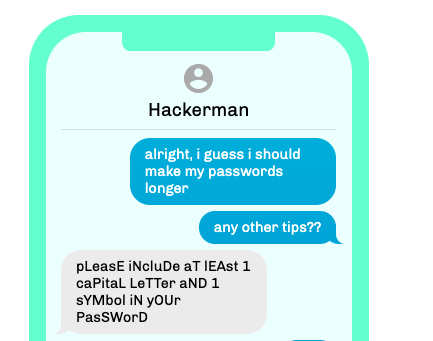 Hackerman
alright, i guess i should
make my passwords
longer
any other tips??
pLeasE iNcluDe aT lEAst 1
caPitaL LeTTer aND 1
sYMbol iN yOUr
PasSWorD